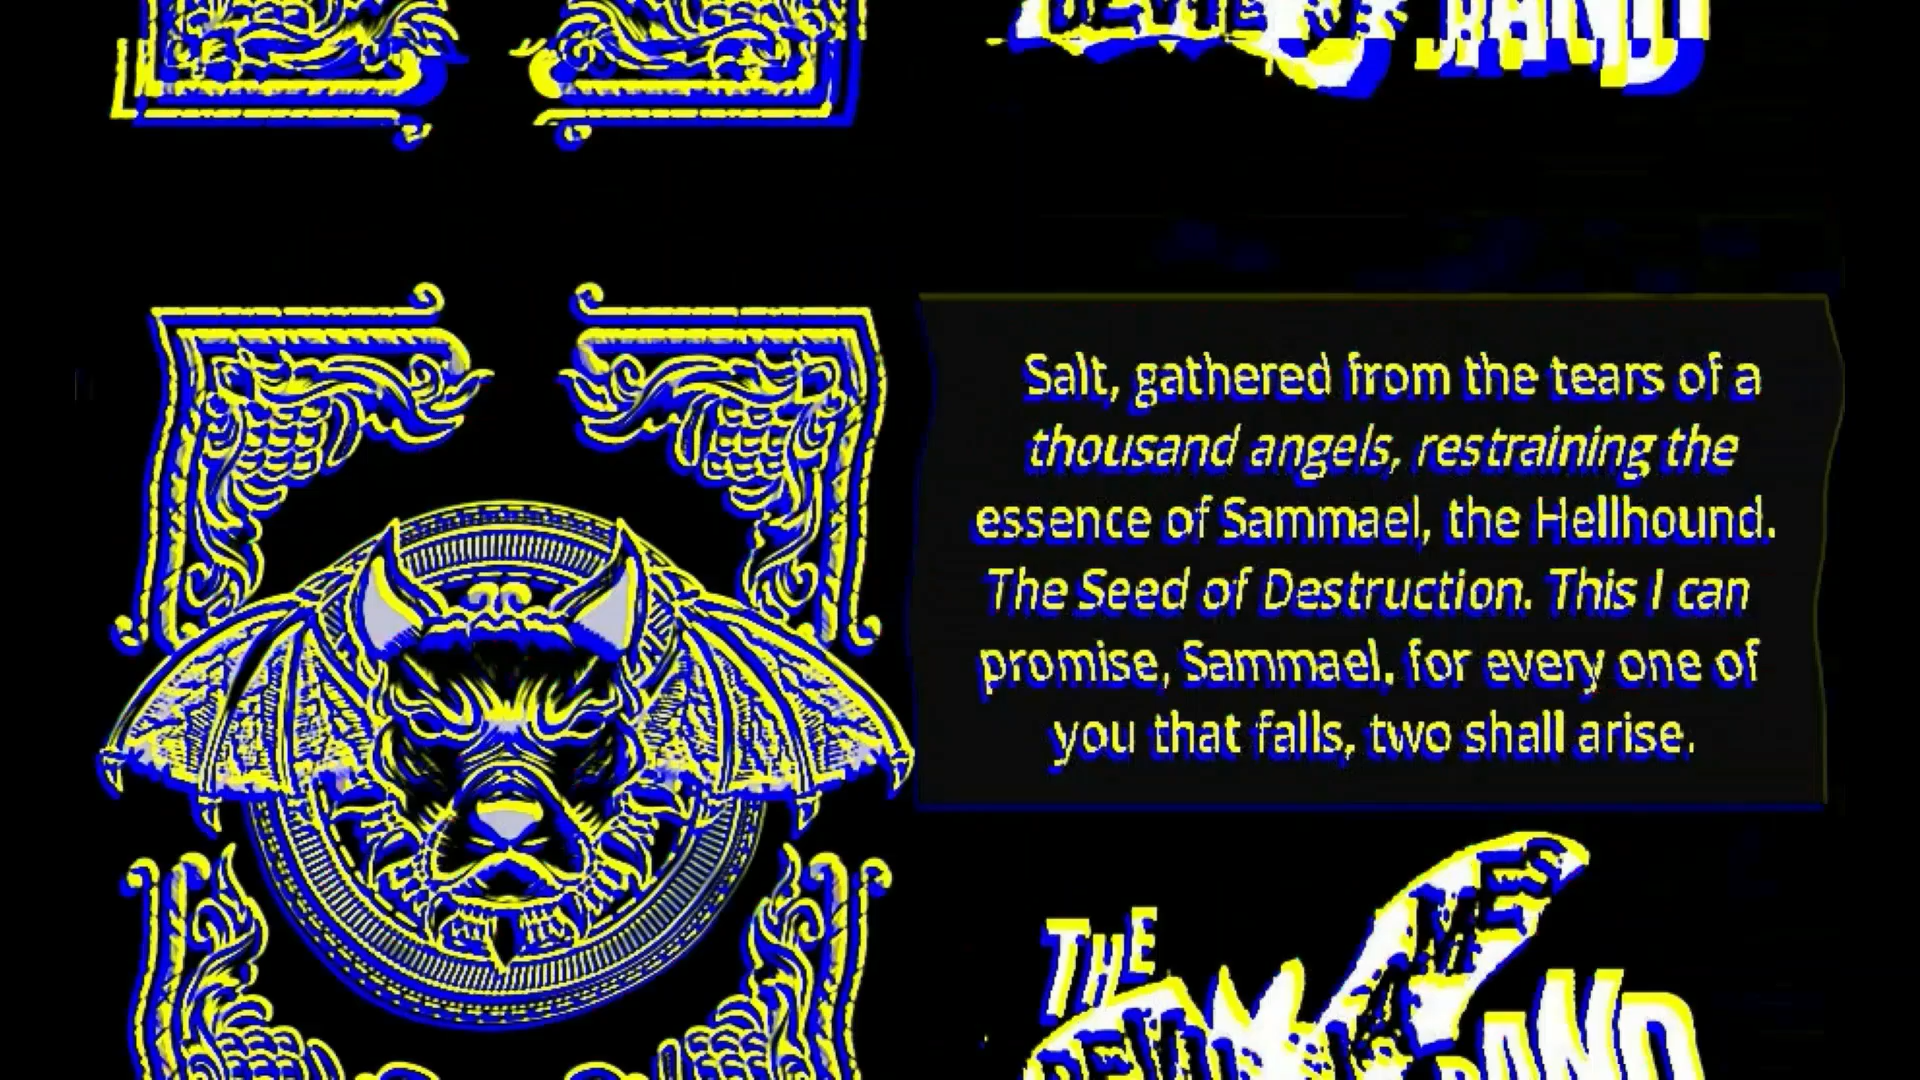 BAND
Salt, gathered from the tears of a
thousand angels, restraining the
essence of Sammael, the Hellhound.
The Seed of Destruction. This I can
promise, Sammael, for every one of
you that falls, two shall arise.
THE
BAND